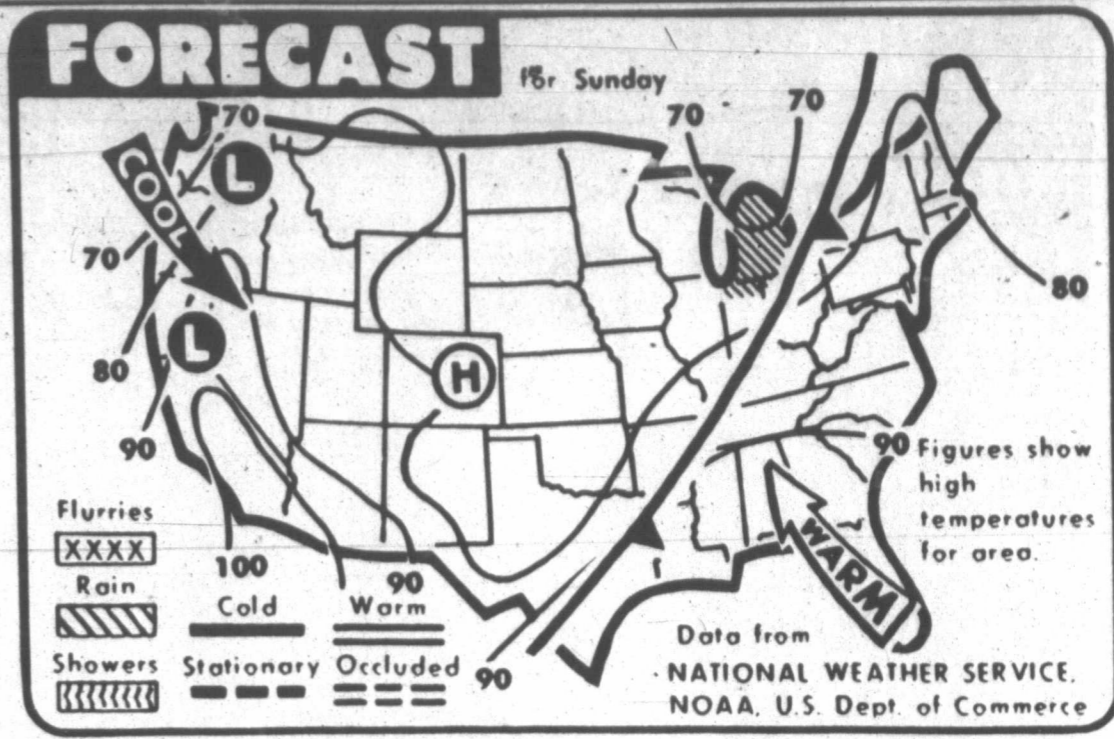 FORECAST
for Sunday
70
70
70
COOL
L
70
80
L
80
H
90
90 Figures show
high
temperatures
for area.
WARM
Flurries
XXXX
Rain
Showers
100
90
Cold
Warm
Stationary
Occluded
90
Data from
NATIONAL WEATHER SERVICE,
NOAA, U.S. Dept. of Commerce